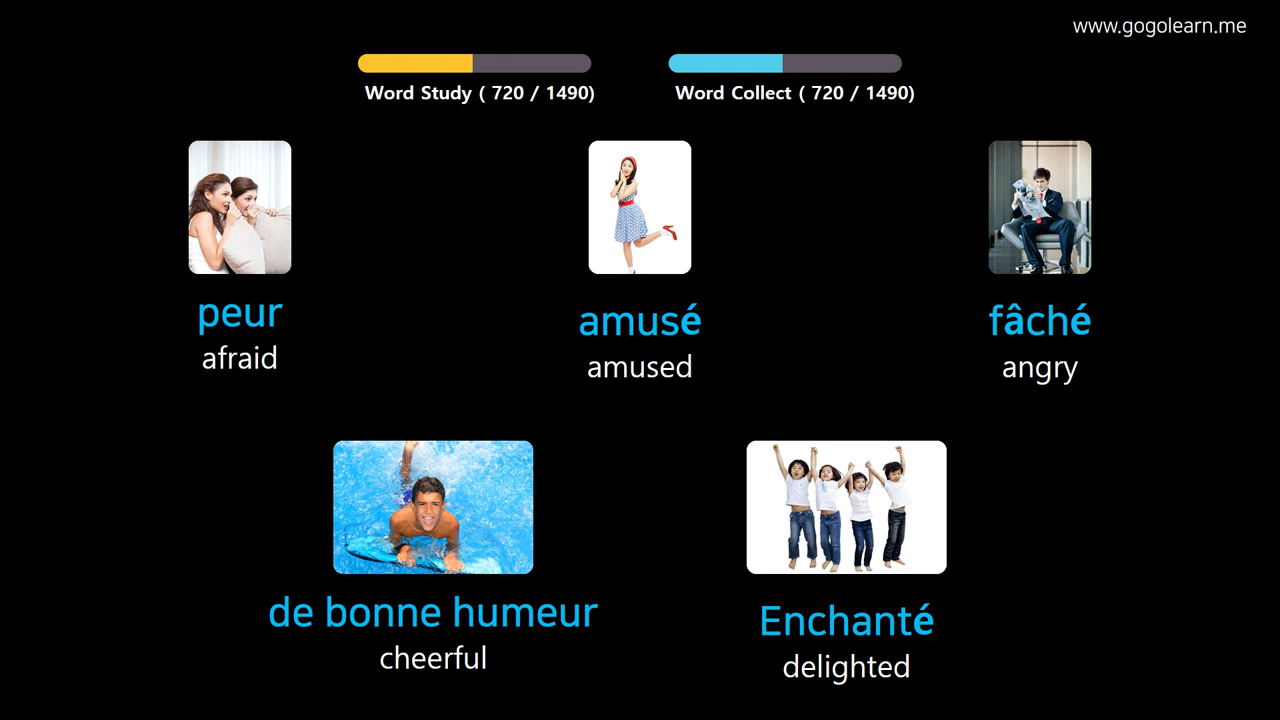 www.gogolearn.me
Word Study ( 720 / 1490)
Word Collect ( 720 / 1490)
peur
afraid
amusé
amused
fâché
angry
de bonne humeur
cheerful
Enchanté
delighted